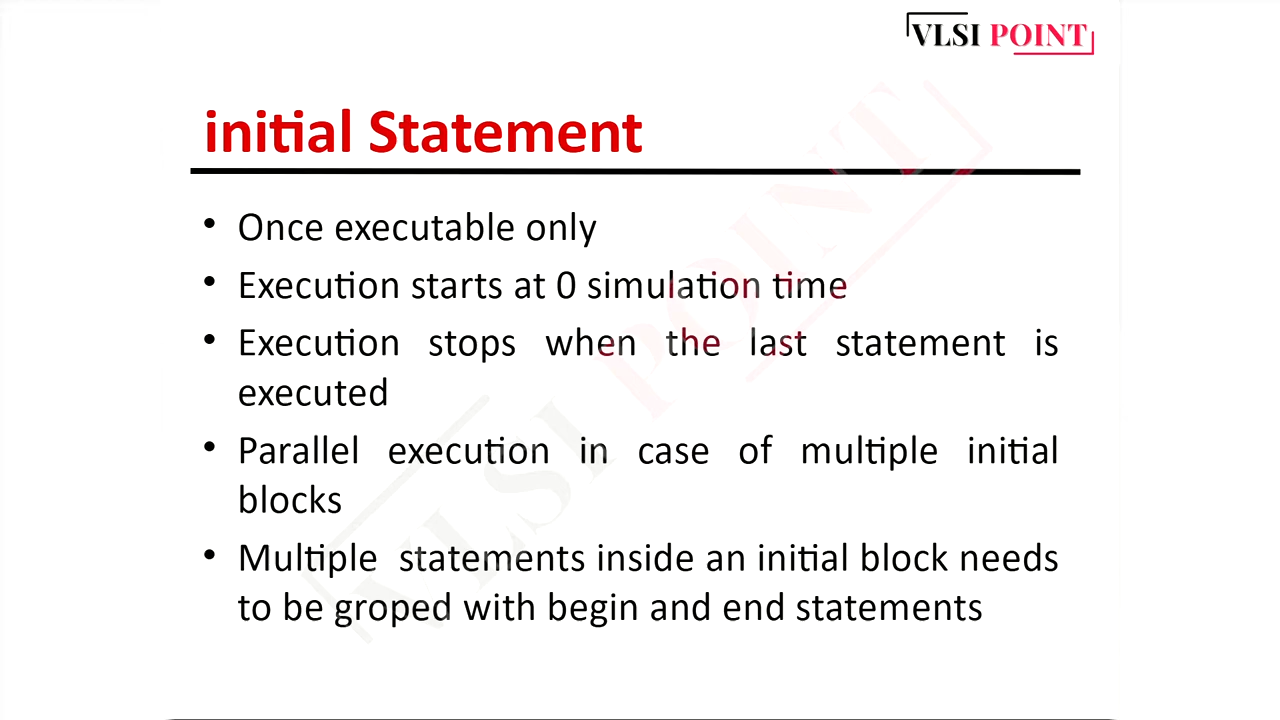 VLSI POINT
initial Statement
• Once executable only
• Execution starts at 0 simulation time
• Execution stops when the last statement is
executed
• Parallel execution in case of multiple initial
blocks
• Multiple statements inside an initial block needs
to be groped with begin and end statements
VLSI POINT